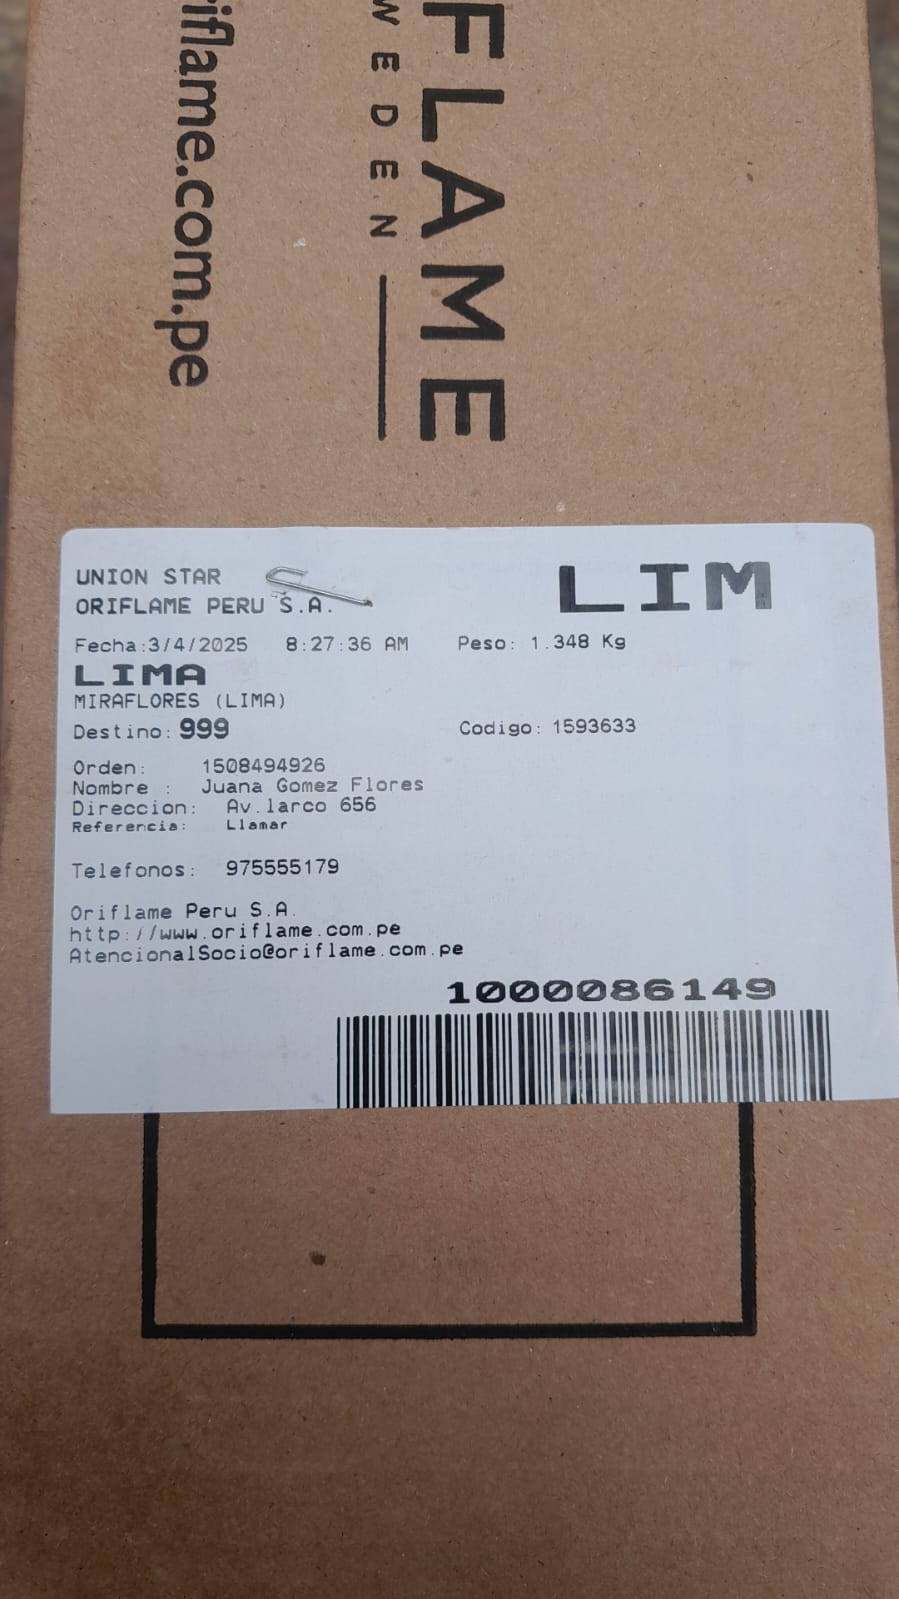 FLAME
WEDEN
riflame.com.pe
UNION STAR
ORIFLAME PERU S.A.
LIM
Fecha:3/4/2025 8:27:36 AM Peso: 1.348 Kg
LIMA
MIRAFLORES (LIMA)
Destino: 999 Codigo: 1593633
Orden: 1508494926
Nombre : Juana Gomez Flores
Direccion: Av.larco 656
Referencia: Llamar
Telefonos: 975555179
Oriflame Peru S.A.
http://www.oriflame.com.pe
AtencionalSocio@oriflame.com.pe
1000086149